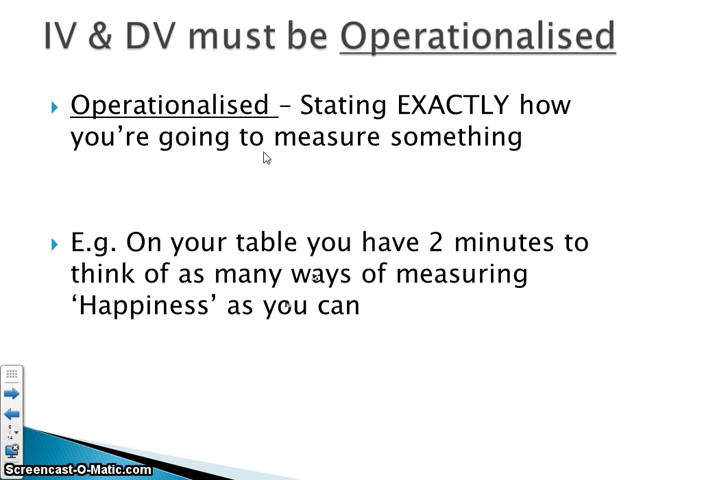 IV & DV must be Operationalised
Operationalised – Stating EXACTLY how
you’re going to measure something
E.g. On your table you have 2 minutes to
think of as many ways of measuring
‘Happiness’ as you can
Screencast-O-Matic.com